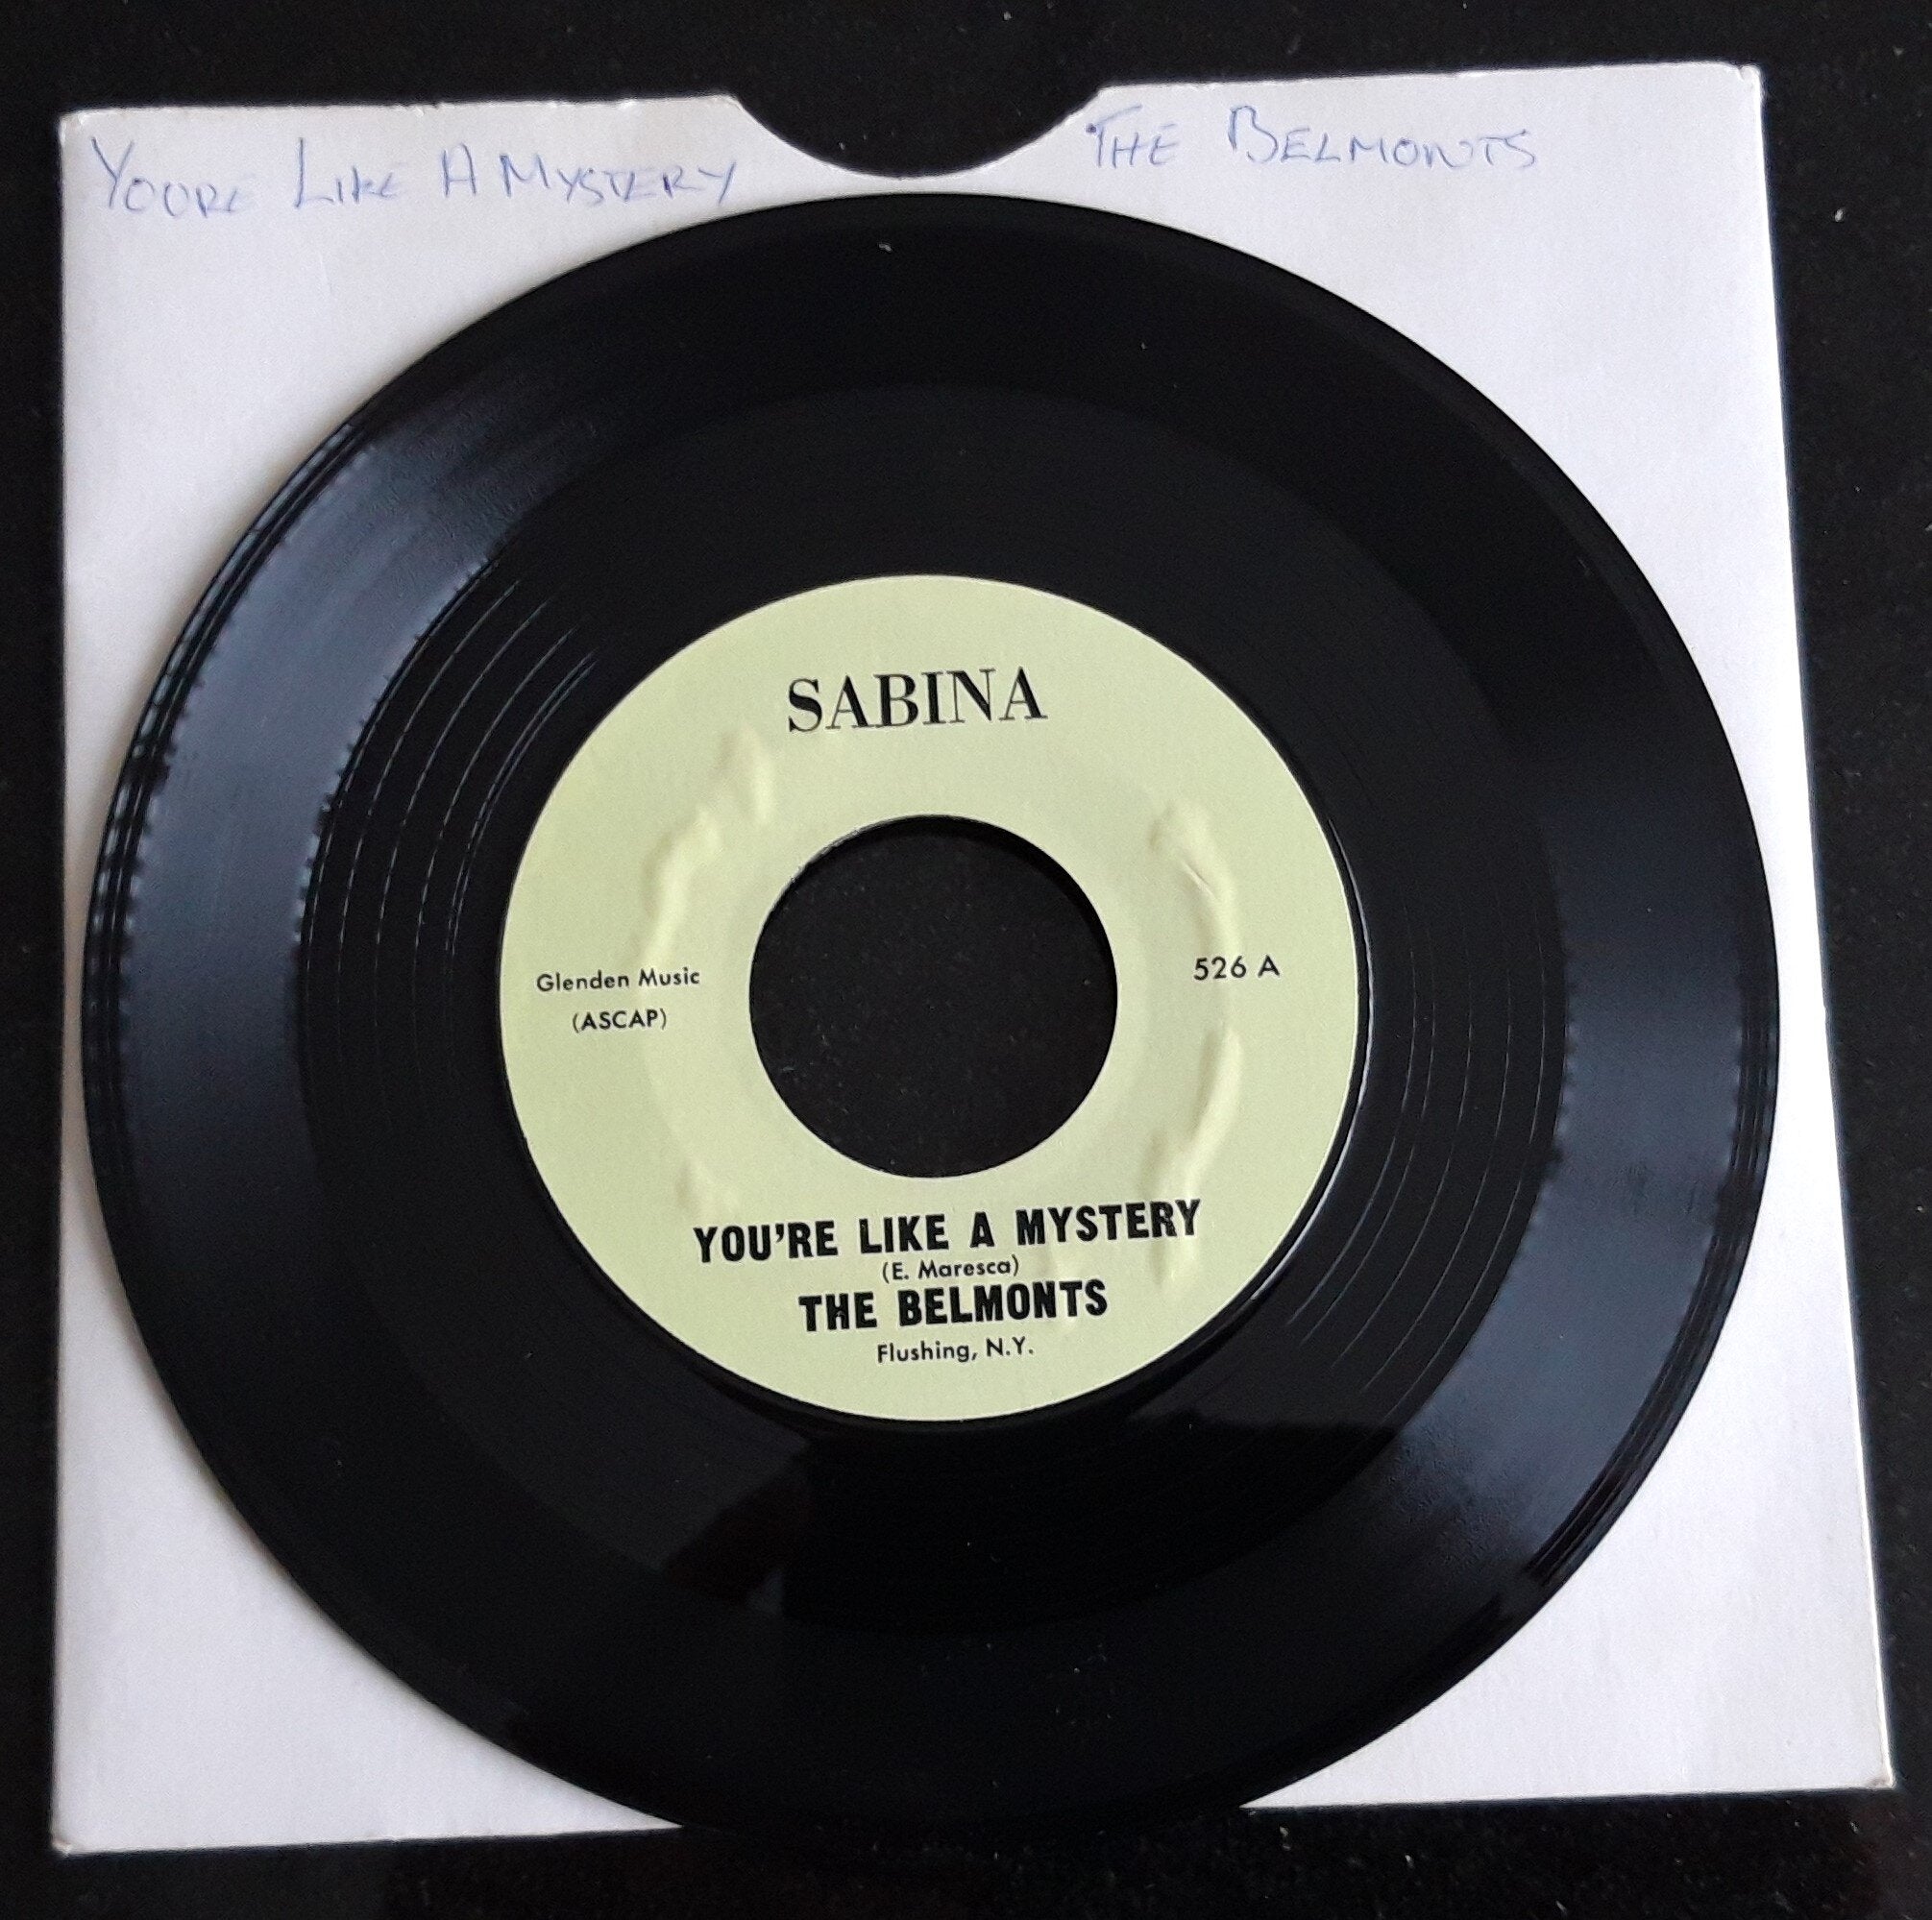 YOURE LIKE A MYSTERY
THE BELMONTS
SABINA
Glenden Music
(ASCAP)
526 A
YOU'RE LIKE A MYSTERY
(E. Maresca)
THE BELMONTS
Flushing, N.Y.